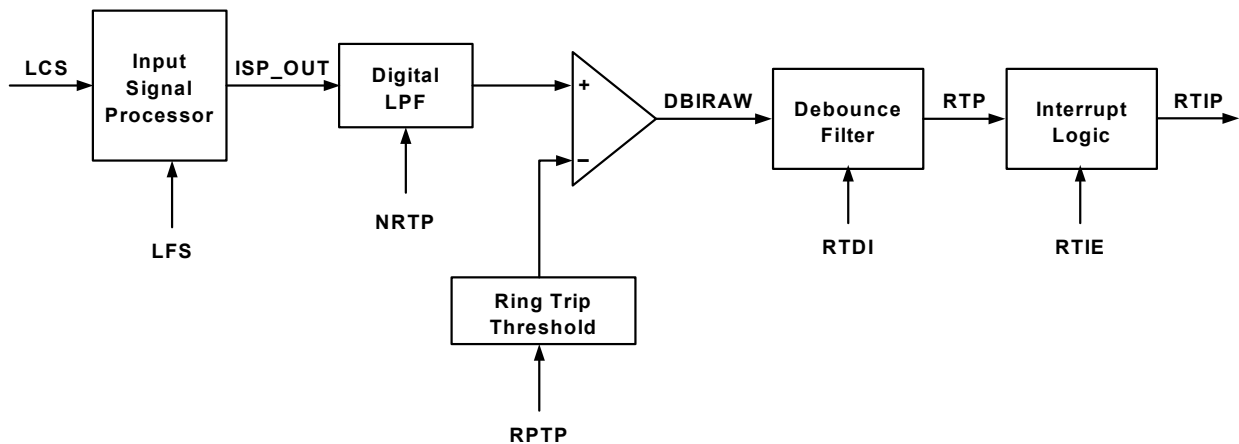 LCS
Input
Signal
Processor
ISP_OUT
Digital
LPF
+
–
DBIRAW
Debounce
Filter
RTP
Interrupt
Logic
RTIP
LFS
NRTP
RTDI
RTIE
Ring Trip
Threshold
RPTP